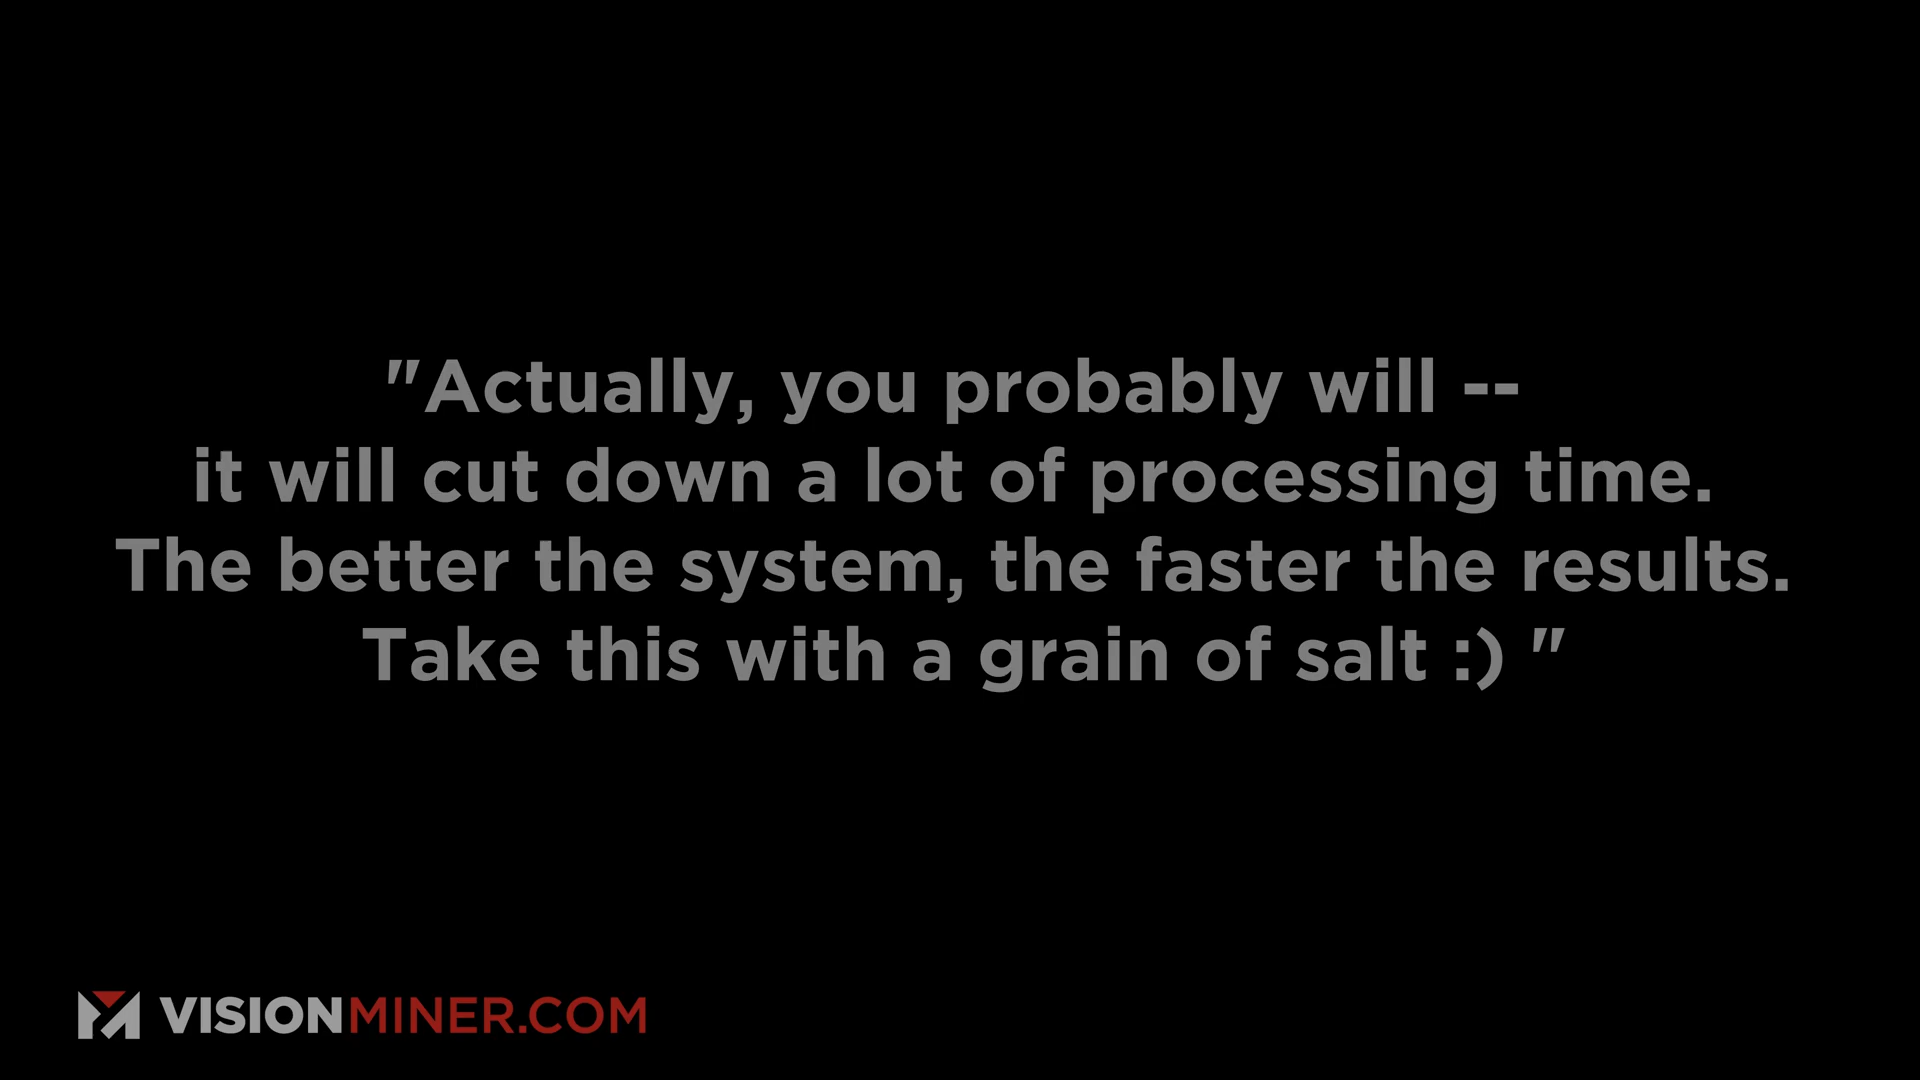 "Actually, you probably will --
it will cut down a lot of processing time.
The better the system, the faster the results.
Take this with a grain of salt :) "
VISIONMINER.COM